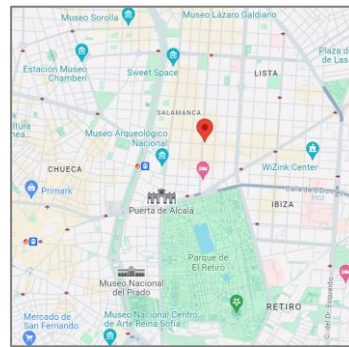 Museo Sorolla
Museo Lázaro Galdiano
Plaza de
de Las
Estación Museo
Chamberí
Sweet Space
LISTA
SALAMANCA
Museo Arqueológico
Nacional
CHUECA
WiZink Center
Primark
Puerta de Alcalá
IBIZA
Parque de
El Retiro
Museo Nacional
del Prado
RETIRO
Mercado de
San Fernando
Museo Nacional Centro
de Arte Reina Sofía